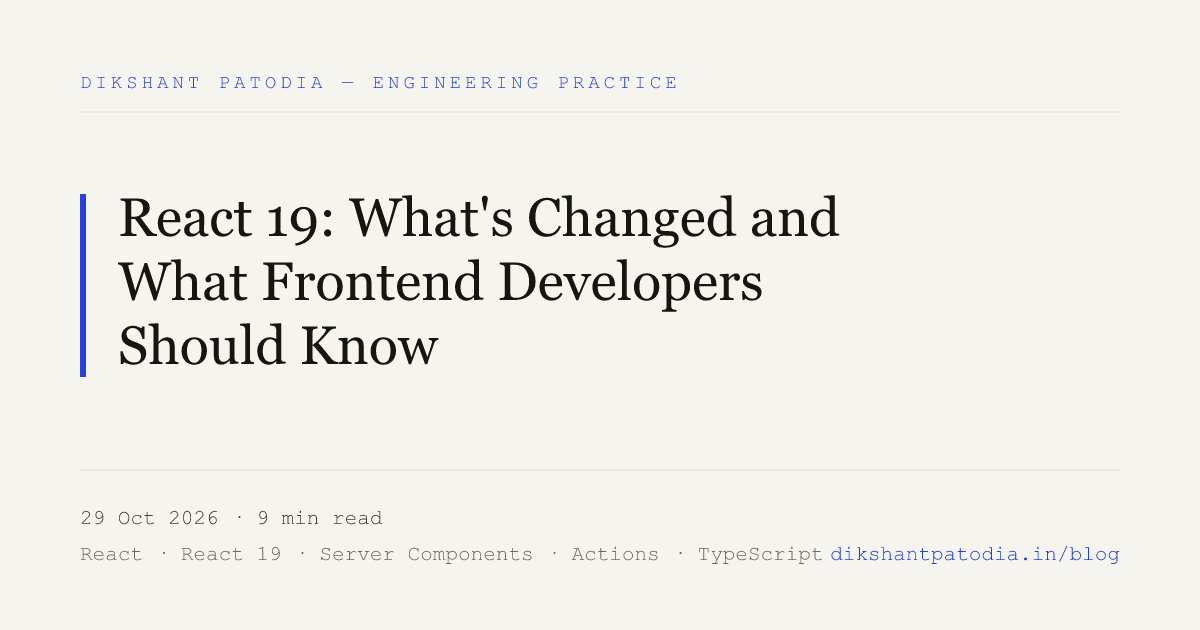 DIKSHANT PATODIA — ENGINEERING PRACTICE
React 19: What's Changed and
What Frontend Developers
Should Know
29 Oct 2026 · 9 min read
React · React 19 · Server Components · Actions · TypeScript dikshantpatodia.in/blog